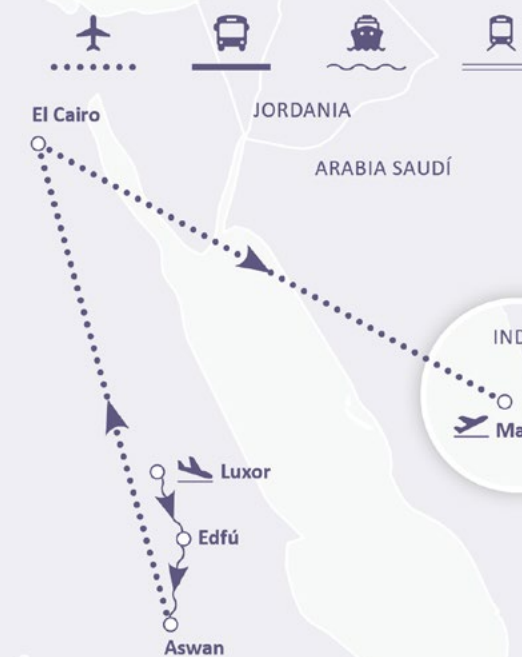 El Cairo
JORDANIA
ARABIA SAUDÍ
IND
Ma
Luxor
Edfú
Aswan